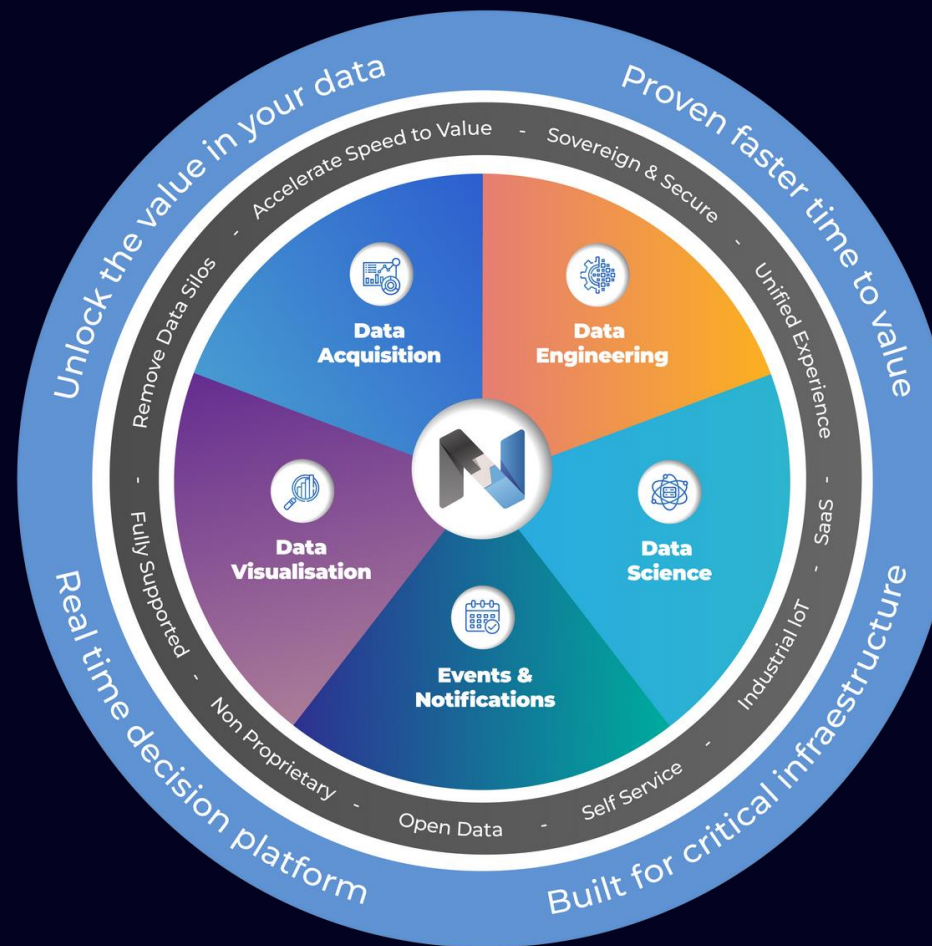 Unlock the value in your data
Proven faster time to value
Built for critical infraestructure
Real time decision platform
Accelerate Speed to Value - Sovereign & Secure - Unified Experience - SaaS - Industrial IoT - Self Service - Open Data - Non Proprietary - Fully Supported - Remove Data Silos -
Data
Acquisition
Data
Engineering
Data
Visualisation
Data
Science
Events &
Notifications
N